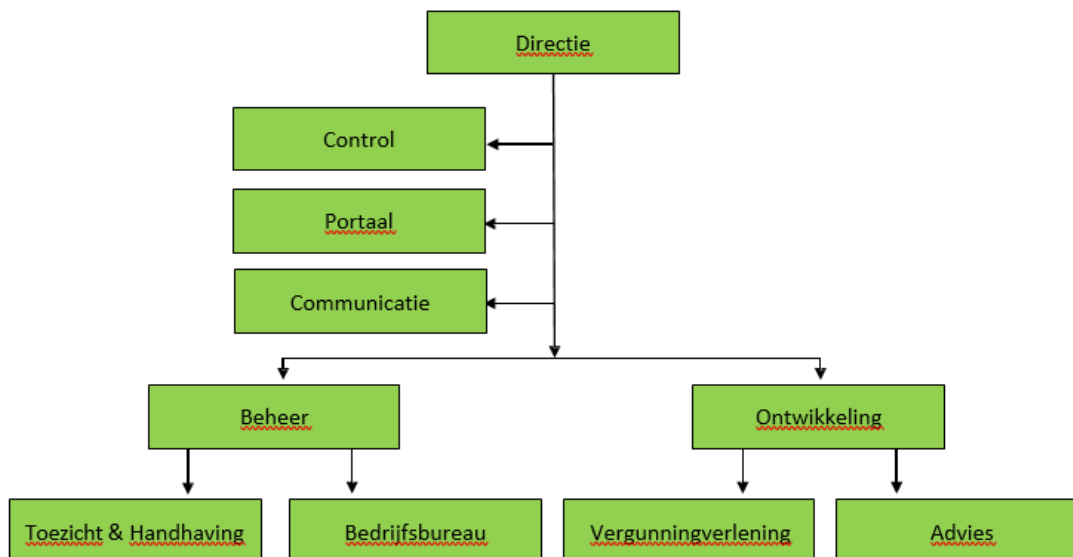 Directie
Control
Portaal
Communicatie
Beheer
Ontwikkeling
Toezicht & Handhaving
Bedrijfsbureau
Vergunningverlening
Advies